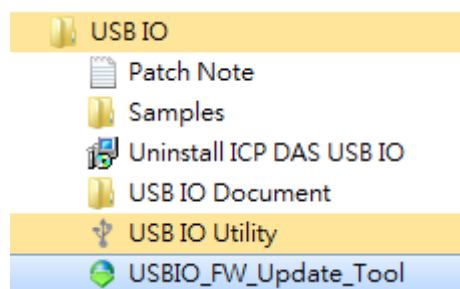 USB IO
Patch Note
Samples
Uninstall ICP DAS USB IO
USB IO Document
USB IO Utility
USBIO_FW_Update_Tool